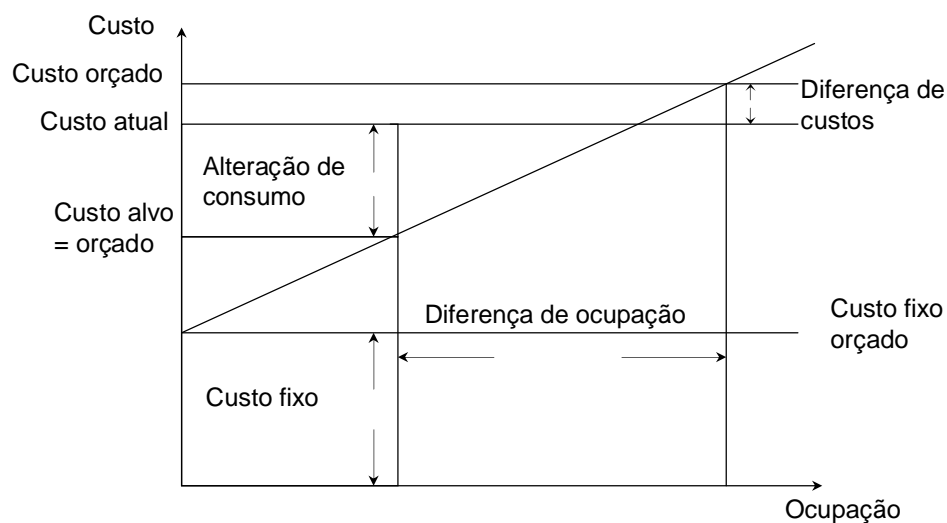 Custo
Custo orçado
Custo atual
Diferença de
custos
Alteração de
consumo
Custo alvo
= orçado
Diferença de ocupação
Custo fixo
orçado
Custo fixo
Ocupação